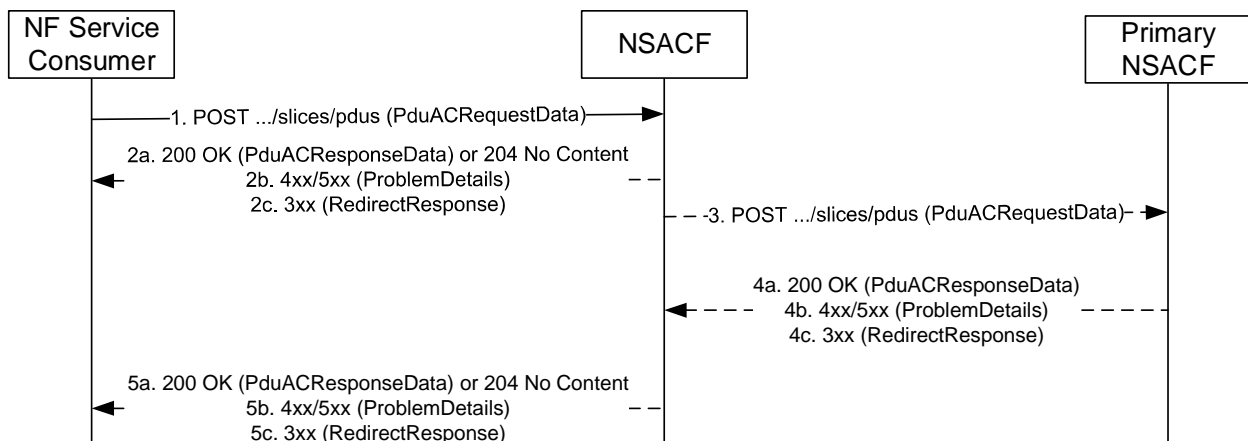 NF Service
Consumer
NSACF
Primary
NSACF
1. POST .../slices/pdus (PduACRequestData)
2a. 200 OK (PduACResponseData) or 204 No Content
2b. 4xx/5xx (ProblemDetails)
2c. 3xx (RedirectResponse)
3. POST .../slices/pdus (PduACRequestData)
4a. 200 OK (PduACResponseData)
4b. 4xx/5xx (ProblemDetails)
4c. 3xx (RedirectResponse)
5a. 200 OK (PduACResponseData) or 204 No Content
5b. 4xx/5xx (ProblemDetails)
5c. 3xx (RedirectResponse)